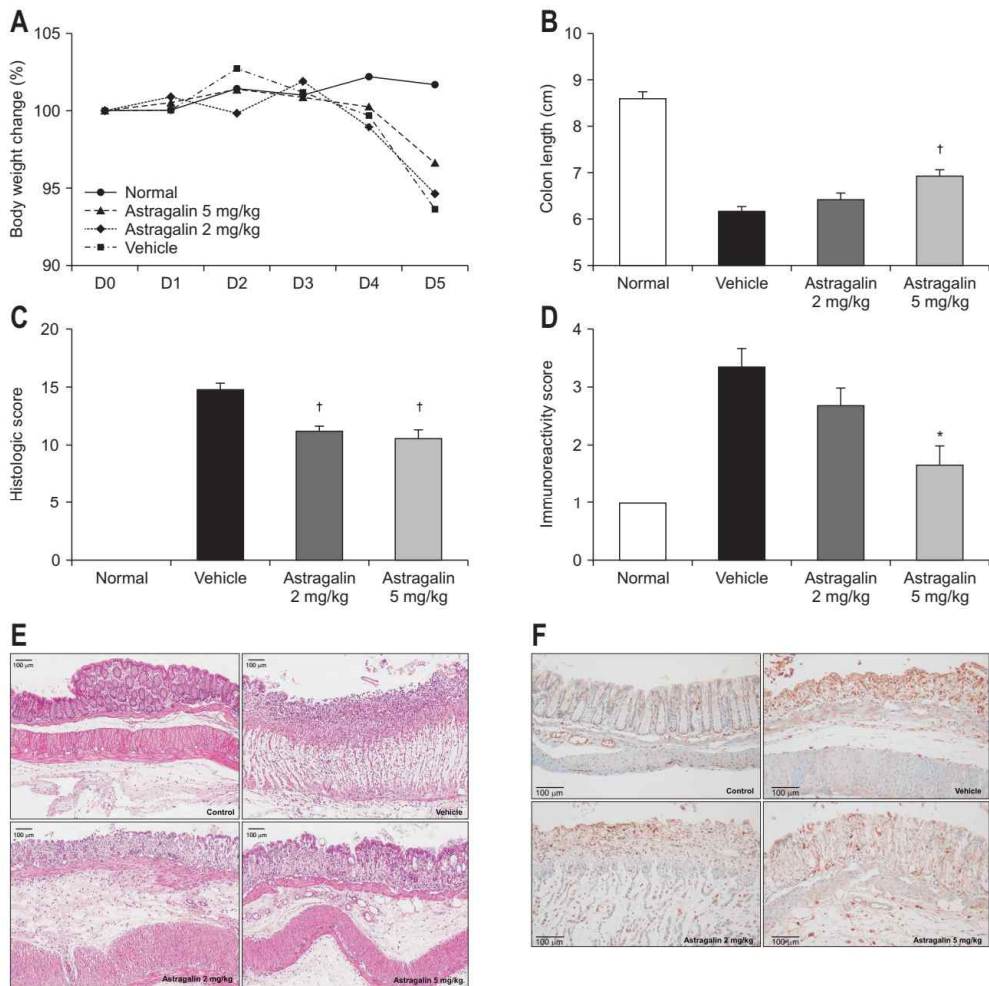 A
Body weight change (%)
105
100
95
90
Normal
Astragalin 5 mg/kg
Astragalin 2 mg/kg
Vehicle
D0 D1 D2 D3 D4 D5
B
Colon length (cm)
10
9
8
7
6
5
†
Normal Vehicle Astragalin Astragalin
2 mg/kg 5 mg/kg
C
Histologic score
20
15
10
5
0
† †
Normal Vehicle Astragalin Astragalin
2 mg/kg 5 mg/kg
D
Immunoreactivity score
4
3
2
1
0
*
Normal Vehicle Astragalin Astragalin
2 mg/kg 5 mg/kg
E
100 μm
Control
100 μm
Vehicle
100 μm
Astragalin 2 mg/kg
100 μm
Astragalin 5 mg/kg
F
100 μm
Control
100 μm
Vehicle
100 μm
Astragalin 2 mg/kg
100 μm
Astragalin 5 mg/kg